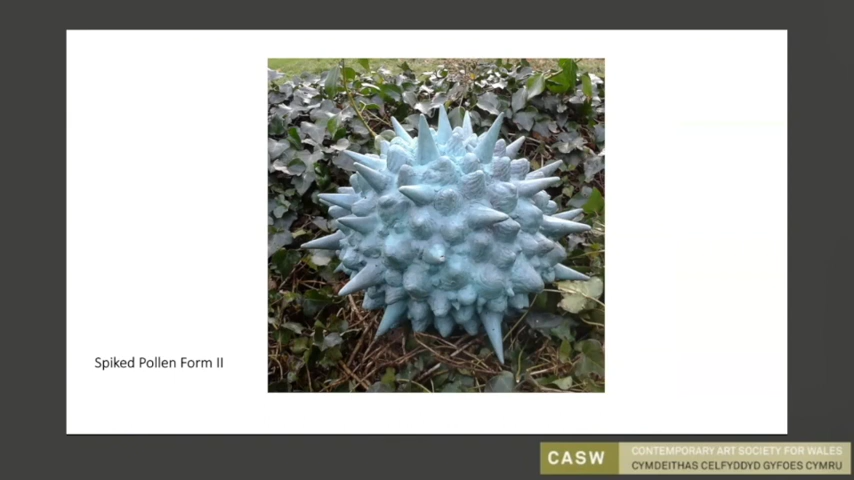 Spiked Pollen Form II
CASW
CONTEMPORARY ART SOCIETY FOR WALES
CYMDEITHAS CELFYDDYD GYFOES CYMRU